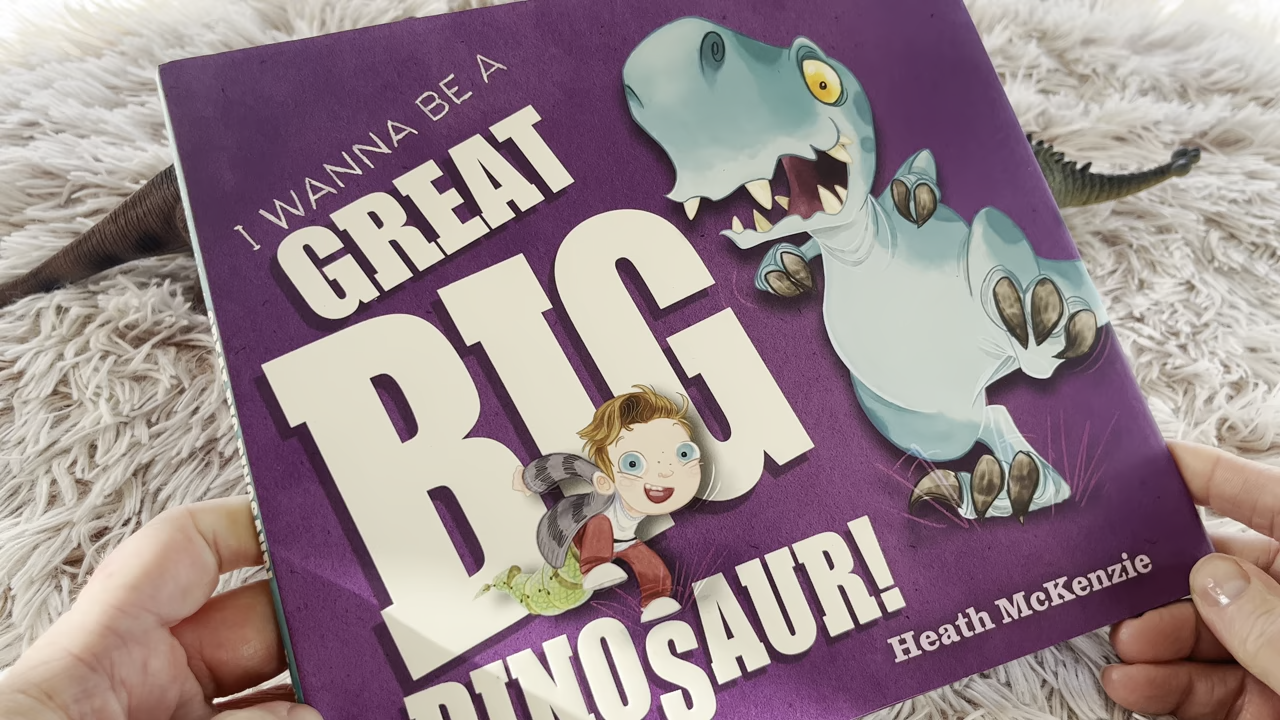 I WANNA BE A
GREAT
BIG
DINOSAUR!
Heath McKenzie